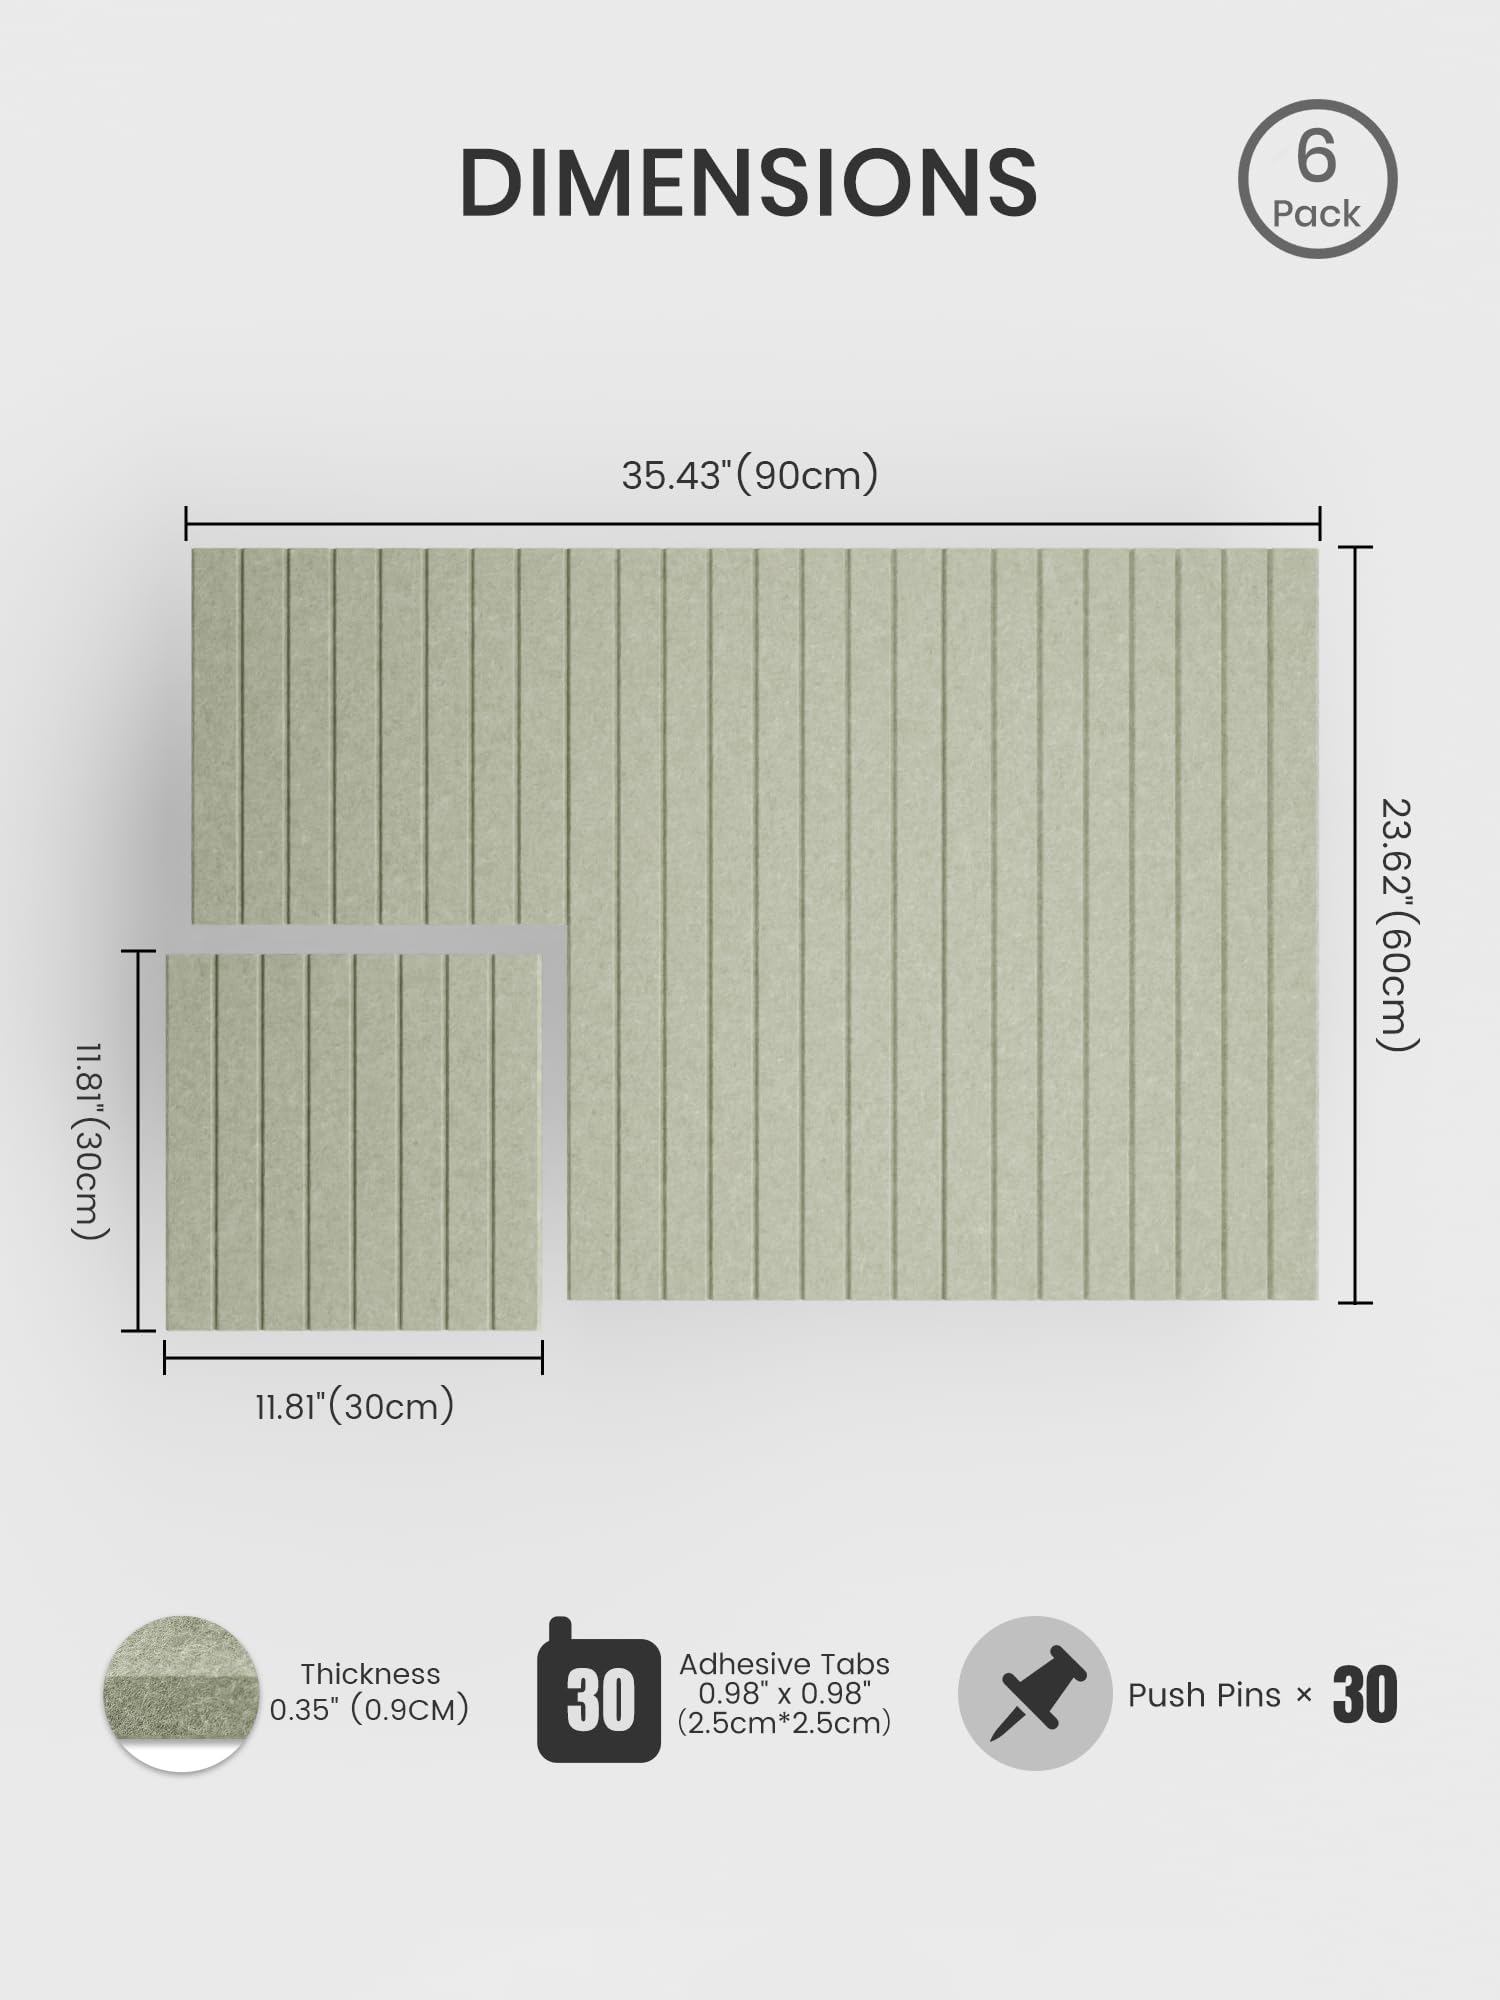 DIMENSIONS
6
Pack
35.43"(90cm)
23.62"(60cm)
11.81"(30cm)
11.81"(30cm)
Thickness
0.35" (0.9CM)
30
Adhesive Tabs
0.98" x 0.98"
(2.5cm*2.5cm)
Push Pins × 30